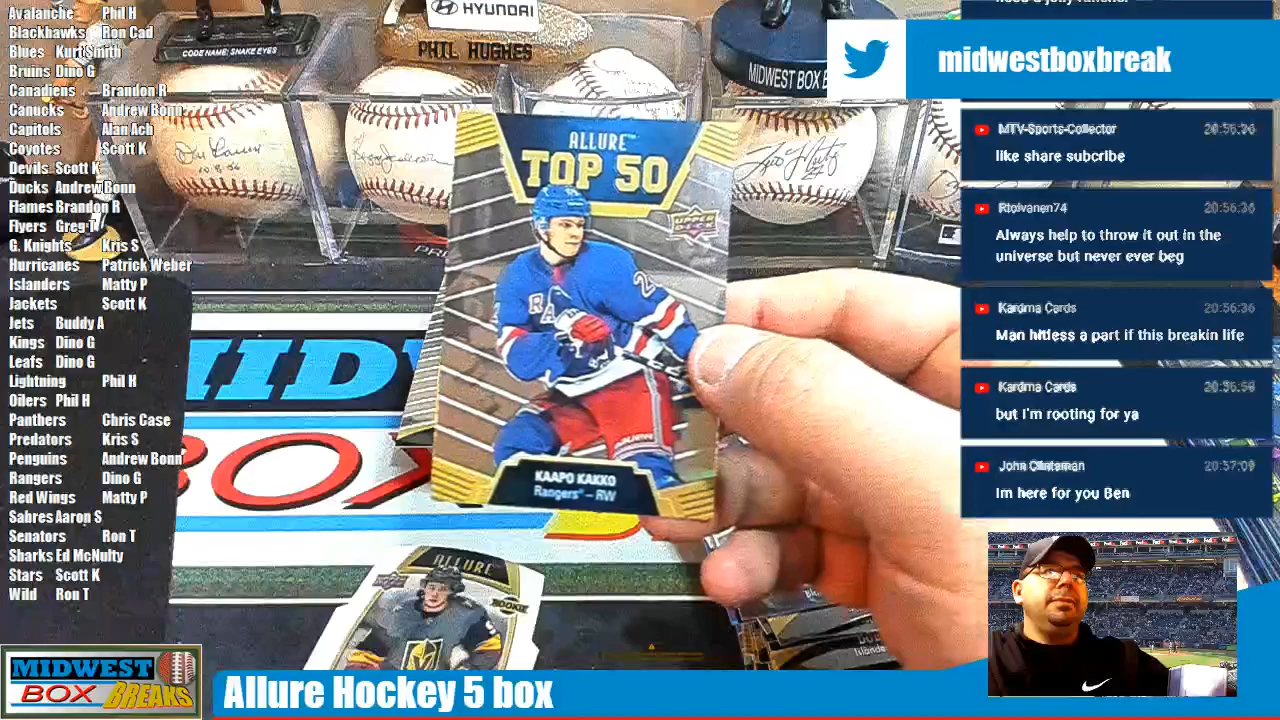 Avalanche Phil H
Blackhawks Ron Cad
Blues Kurt Smith
Bruins Dino G
Canadiens Brandon R
Canucks Andrew Bonn
Capitols Alan Ach
Coyotes Scott K
Devils Scott K
Ducks Andrew Bonn
Flames Brandon R
Flyers Greg T
G. Knights Kris S
Hurricanes Patrick Weber
Islanders Matty P
Jackets Scott K
Jets Buddy A
Kings Dino G
Leafs Dino G
Lightning Phil H
Oilers Phil H
Panthers Chris Case
Predators Kris S
Penguins Andrew Bonn
Rangers Dino G
Red Wings Matty P
Sabres Aaron S
Senators Ron T
Sharks Ed McNulty
Stars Scott K
Wild Ron T
MIDWEST
BOX BREAKS
Allure Hockey 5 box
CODE NAME: SNAKE EYES
HYUNDAI
PHIL HUGHES
MIDWEST BOX B
ALLURE
TOP 50
UPPER DECK
KAAPO KAKKO
Rangers - RW
MIDW
BOX
ALLURE
ROOKIE
midwestboxbreak
MTV-Sports-Collector 20:56:36
like share subcribe
Rtoivanen74 20:56:36
Always help to throw it out in the
universe but never ever beg
Kardma Cards 20:56:36
Man hitless a part if this breakin life
Kardma Cards 20:56:58
but I'm rooting for ya
20:57:09
Im here for you Ben